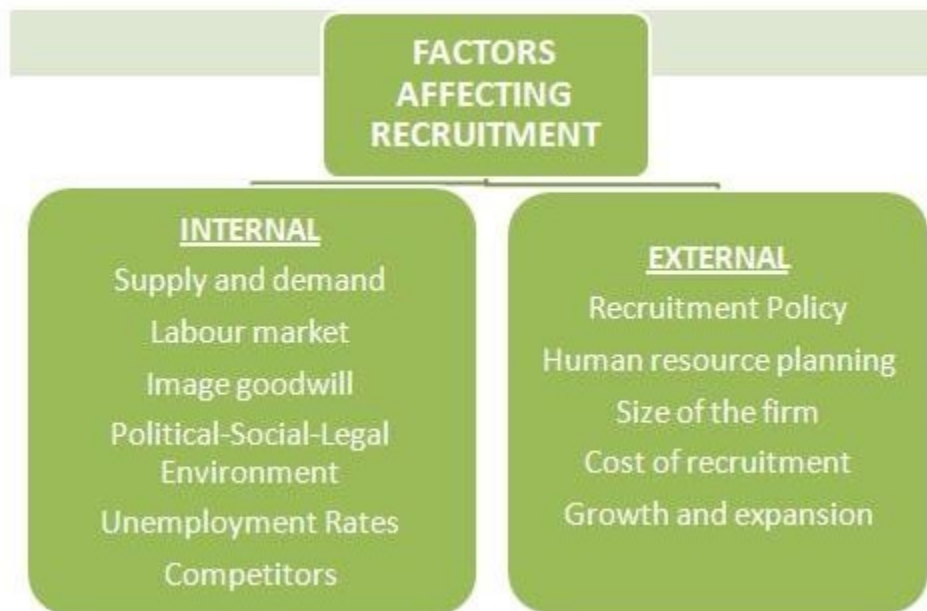 FACTORS
AFFECTING
RECRUITMENT
INTERNAL
Supply and demand
Labour market
Image goodwill
Political-Social-Legal
Environment
Unemployment Rates
Competitors
EXTERNAL
Recruitment Policy
Human resource planning
Size of the firm
Cost of recruitment
Growth and expansion